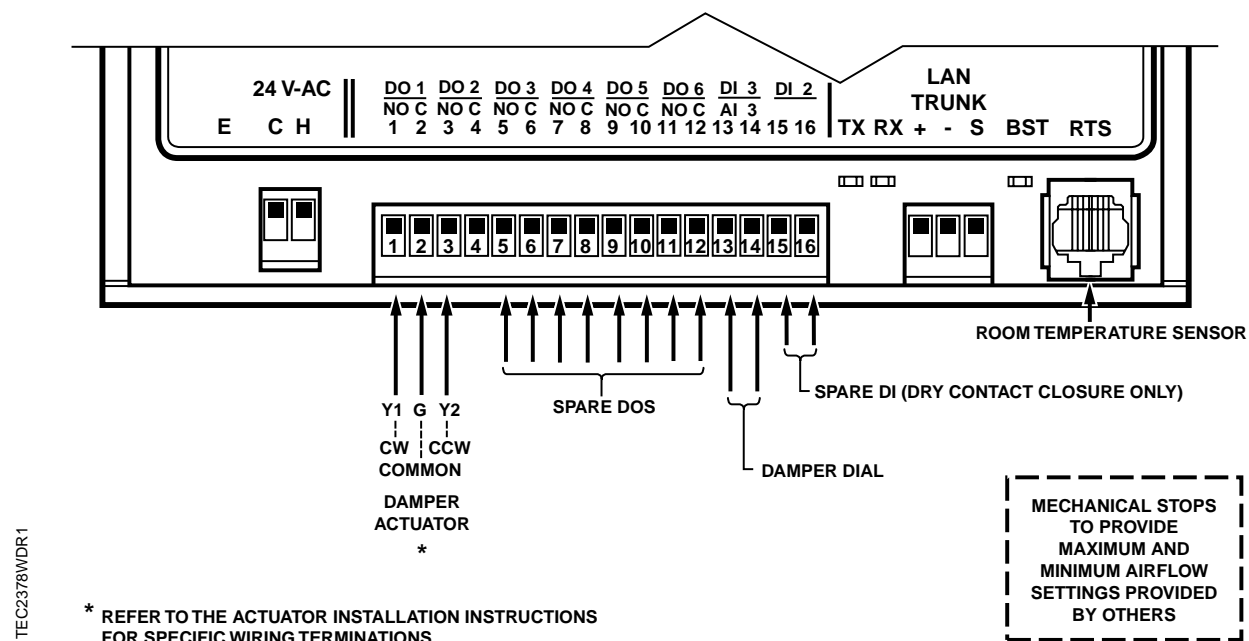 24 V-AC
E C H
DO 1 DO 2 DO 3 DO 4 DO 5 DO 6 DI 3 DI 2
NO C NO C NO C NO C NO C NO C AI 3
1 2 3 4 5 6 7 8 9 10 11 12 13 14 15 16
LAN
TRUNK
TX RX + - S BST RTS
1 2 3 4 5 6 7 8 9 10 11 12 13 14 15 16
ROOM TEMPERATURE SENSOR
SPARE DI (DRY CONTACT CLOSURE ONLY)
SPARE DOS
Y1 G Y2
CW CCW
COMMON
DAMPER DIAL
DAMPER
ACTUATOR
*
MECHANICAL STOPS
TO PROVIDE
MAXIMUM AND
MINIMUM AIRFLOW
SETTINGS PROVIDED
BY OTHERS
TEC2378WDR1
* REFER TO THE ACTUATOR INSTALLATION INSTRUCTIONS
FOR SPECIFIC WIRING TERMINATIONS